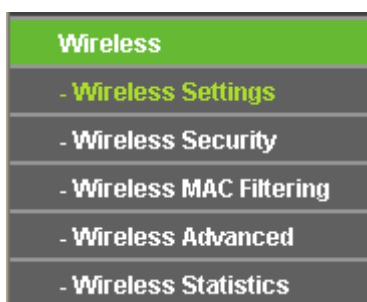 Wireless
- Wireless Settings
- Wireless Security
- Wireless MAC Filtering
- Wireless Advanced
- Wireless Statistics